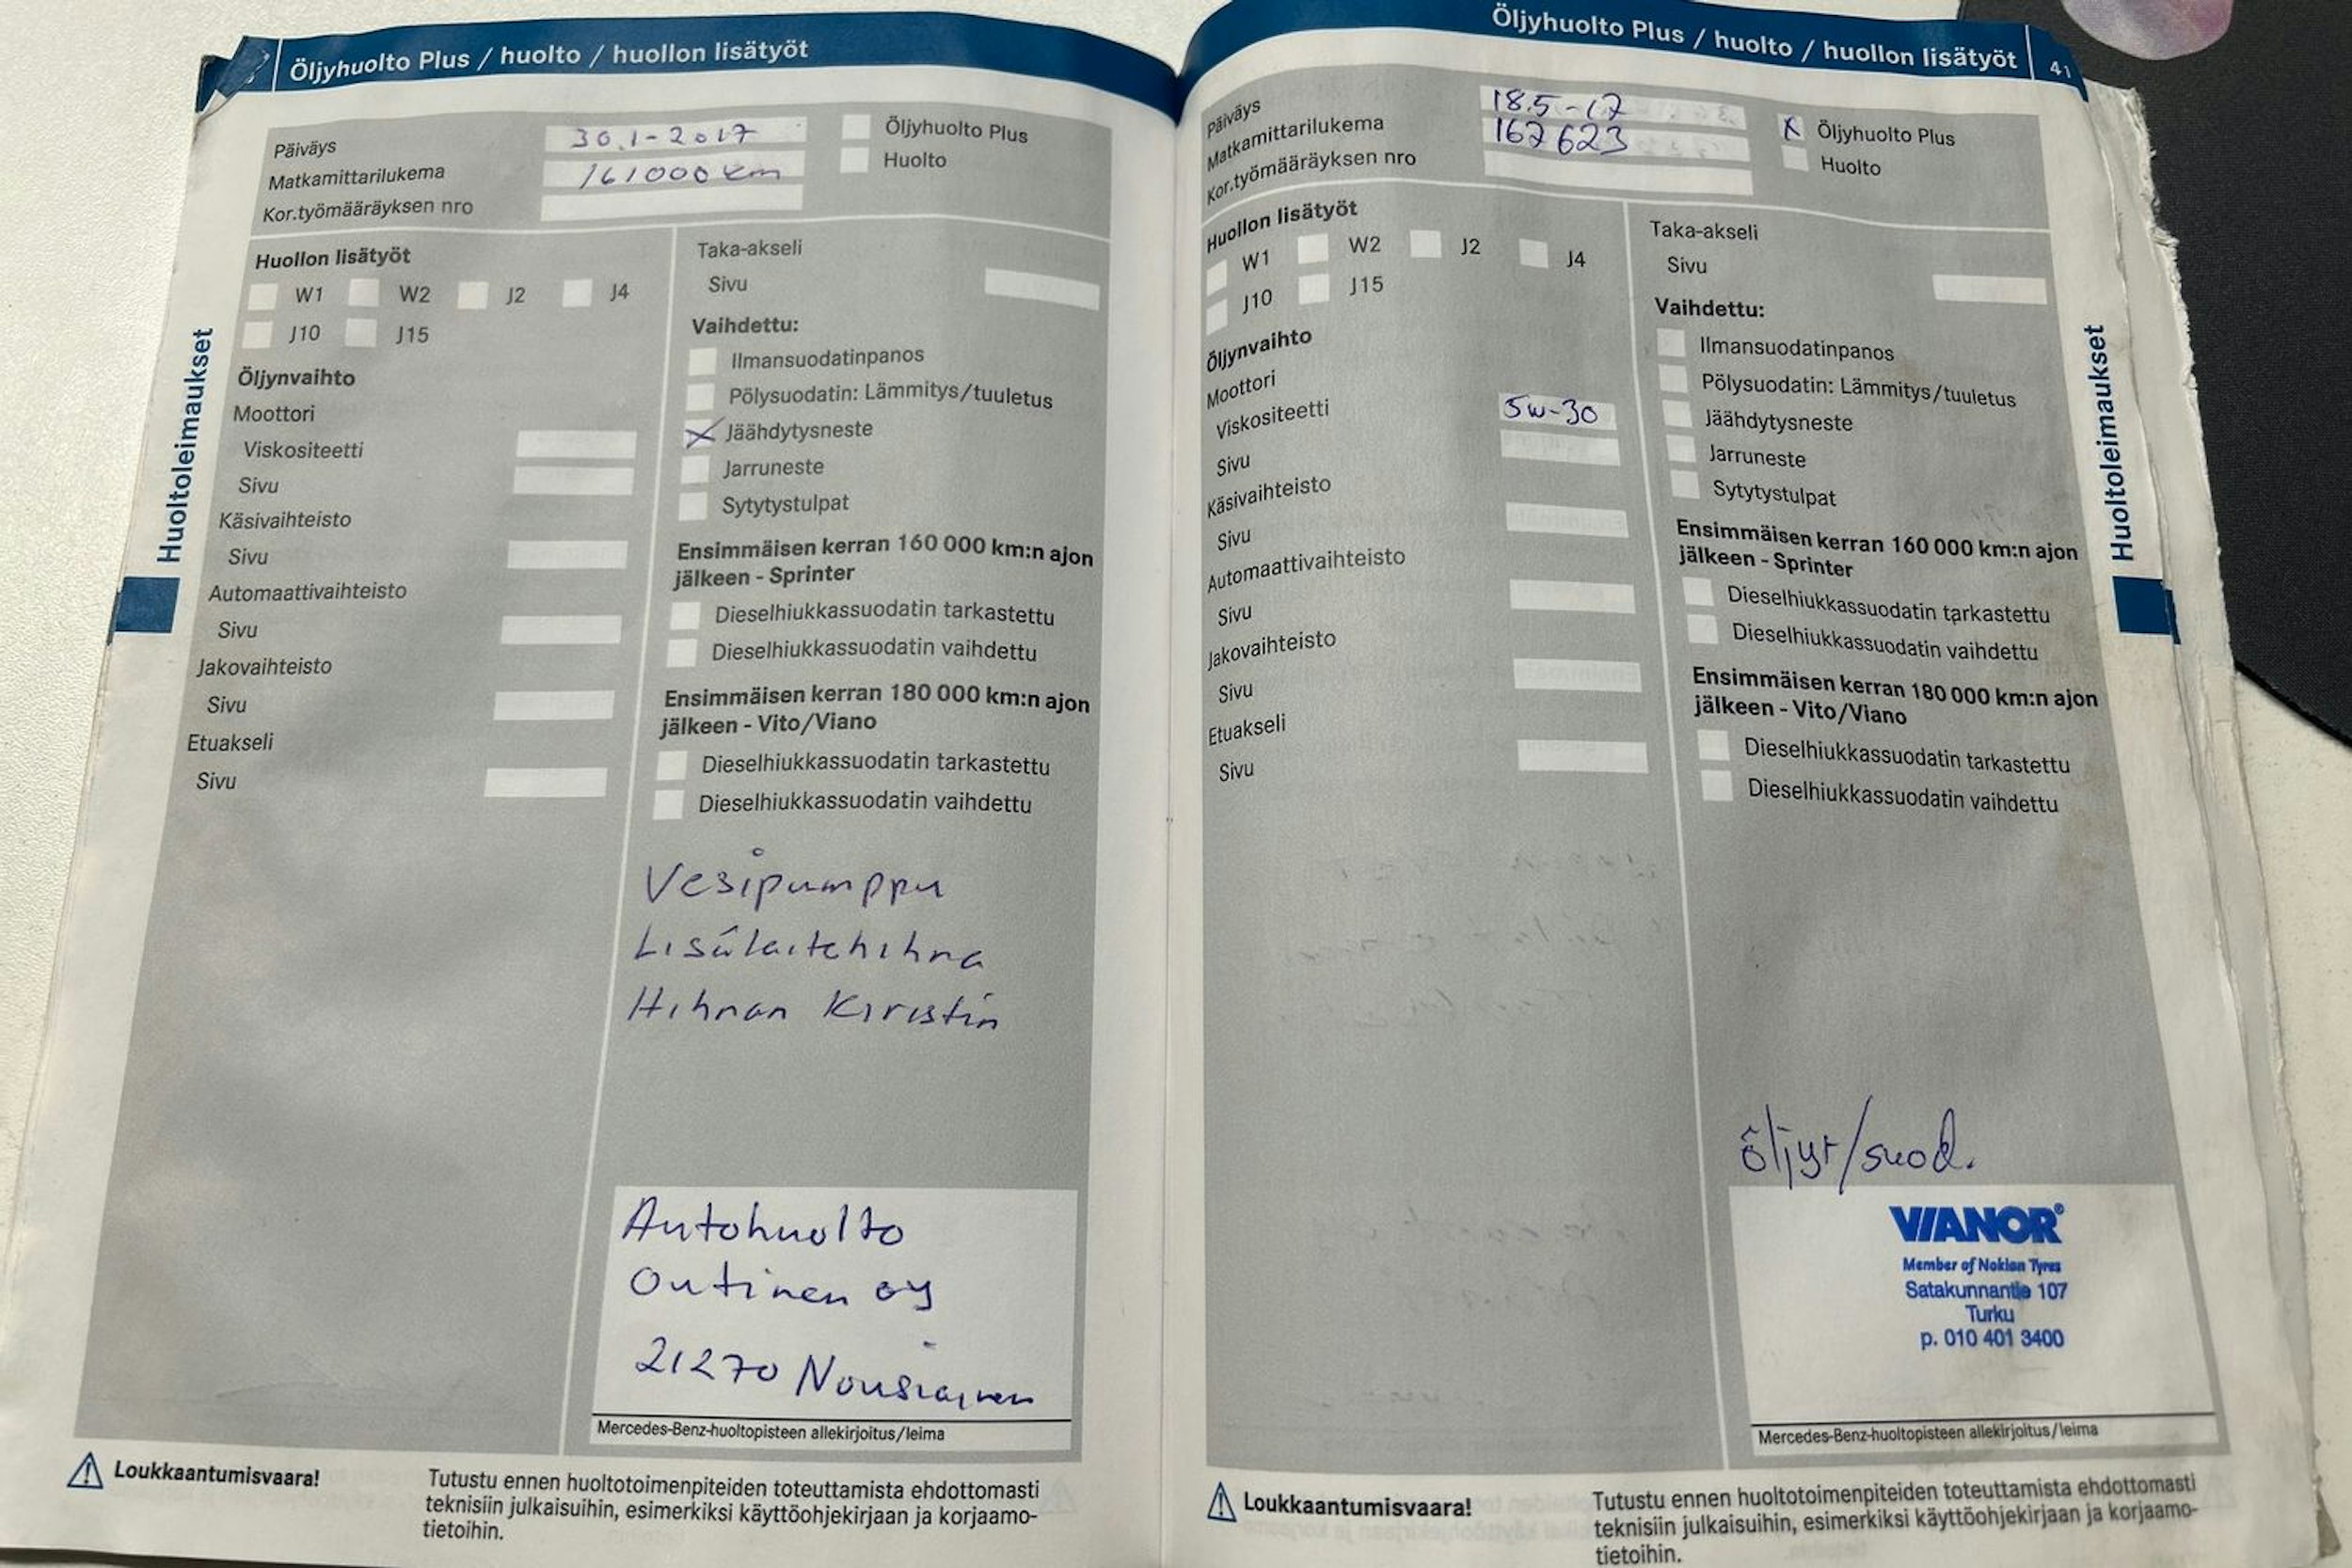 Öljyhuolto Plus / huolto / huollon lisätyöt
Päiväys 30.1-2017
Matkamittarilukema 161000 km
Kor.työmääräyksen nro
Öljyhuolto Plus
Huolto
Huollon lisätyöt
W1 W2 J2 J4
J10 J15
Öljynvaihto
Moottori
Viskositeetti
Sivu
Käsivaihteisto
Sivu
Automaattivaihteisto
Sivu
Jakovaihteisto
Sivu
Etuakseli
Sivu
Taka-akseli
Sivu
Vaihdettu:
Ilmansuodatinpanos
Pölysuodatin: Lämmitys/tuuletus
X Jäähdytysneste
Jarruneste
Sytytystulpat
Ensimmäisen kerran 160 000 km:n ajon
jälkeen - Sprinter
Dieselhiukkassuodatin tarkastettu
Dieselhiukkassuodatin vaihdettu
Ensimmäisen kerran 180 000 km:n ajon
jälkeen - Vito/Viano
Dieselhiukkassuodatin tarkastettu
Dieselhiukkassuodatin vaihdettu
Vesipumppu
Lisälaitehihna
Hihnan Kiristin
Autohuolto
Outinen oy
21270 Nousiainen
Mercedes-Benz-huoltopisteen allekirjoitus/leima
Huoltoleimaukset
Loukkaantumisvaara!
Tutustu ennen huoltotoimenpiteiden toteuttamista ehdottomasti
teknisiin julkaisuihin, esimerkiksi käyttöohjekirjaan ja korjaamo-
tietoihin.
Öljyhuolto Plus / huolto / huollon lisätyöt 41
Päiväys 18.5-17
Matkamittarilukema 162623
Kor.työmääräyksen nro
X Öljyhuolto Plus
Huolto
Huollon lisätyöt
W1 W2 J2 J4
J10 J15
Öljynvaihto
Moottori
Viskositeetti 5w-30
Sivu
Käsivaihteisto
Sivu
Automaattivaihteisto
Sivu
Jakovaihteisto
Sivu
Etuakseli
Sivu
Taka-akseli
Sivu
Vaihdettu:
Ilmansuodatinpanos
Pölysuodatin: Lämmitys/tuuletus
Jäähdytysneste
Jarruneste
Sytytystulpat
Ensimmäisen kerran 160 000 km:n ajon
jälkeen - Sprinter
Dieselhiukkassuodatin tarkastettu
Dieselhiukkassuodatin vaihdettu
Ensimmäisen kerran 180 000 km:n ajon
jälkeen - Vito/Viano
Dieselhiukkassuodatin tarkastettu
Dieselhiukkassuodatin vaihdettu
öljyt/suod.
VIANOR®
Member of Nokian Tyres
Satakunnantie 107
Turku
p. 010 401 3400
Mercedes-Benz-huoltopisteen allekirjoitus/leima
Huoltoleimaukset
Loukkaantumisvaara!
Tutustu ennen huoltotoimenpiteiden toteuttamista ehdottomasti
teknisiin julkaisuihin, esimerkiksi käyttöohjekirjaan ja korjaamo-
tietoihin.